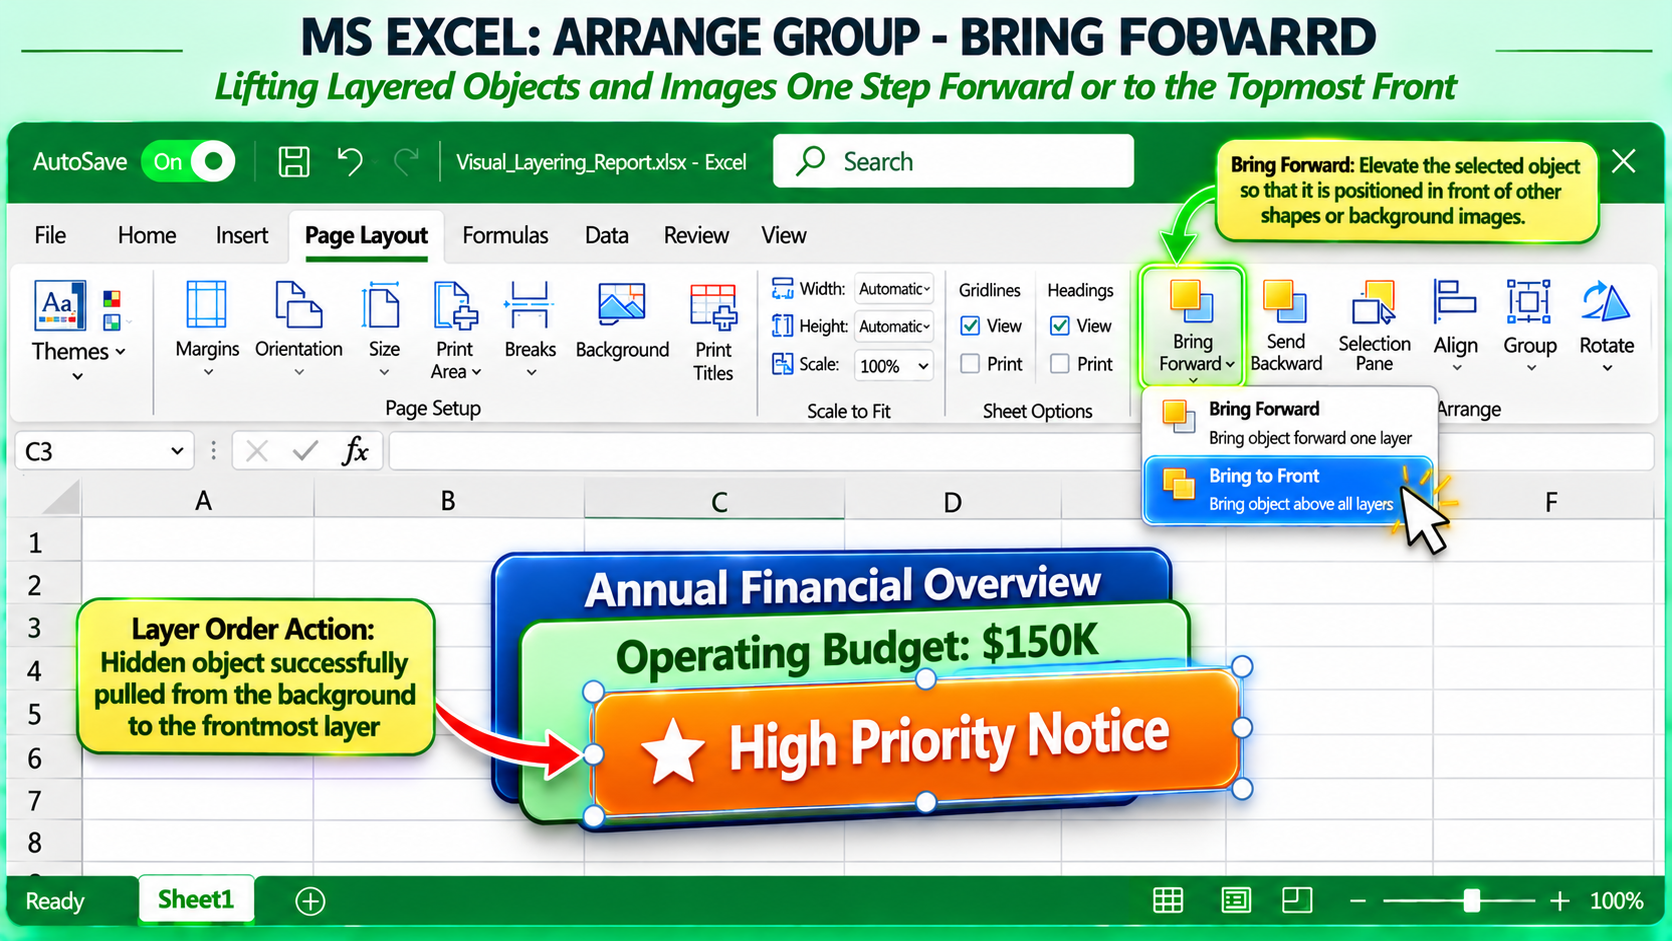 MS EXCEL: ARRANGE GROUP - BRING FOƟVARRD
Lifting Layered Objects and Images One Step Forward or to the Topmost Front
AutoSave On
Visual_Layering_Report.xlsx - Excel
Search
Bring Forward: Elevate the selected object
so that it is positioned in front of other
shapes or background images.
File Home Insert Page Layout Formulas Data Review View
Aa
Themes
Margins
Orientation
Size
Print
Area
Breaks
Background
Print
Titles
Page Setup
Width: Automatic
Height: Automatic
Scale: 100%
Scale to Fit
Gridlines
View
Print
Headings
View
Print
Sheet Options
Bring
Forward
Send
Backward
Selection
Pane
Align
Group
Rotate
Arrange
Bring Forward
Bring object forward one layer
Bring to Front
Bring object above all layers
C3
fx
A B C D F
1
2
3
4
5
6
7
8
Annual Financial Overview
Operating Budget: $150K
High Priority Notice
Layer Order Action:
Hidden object successfully
pulled from the background
to the frontmost layer
Ready
Sheet1
100%